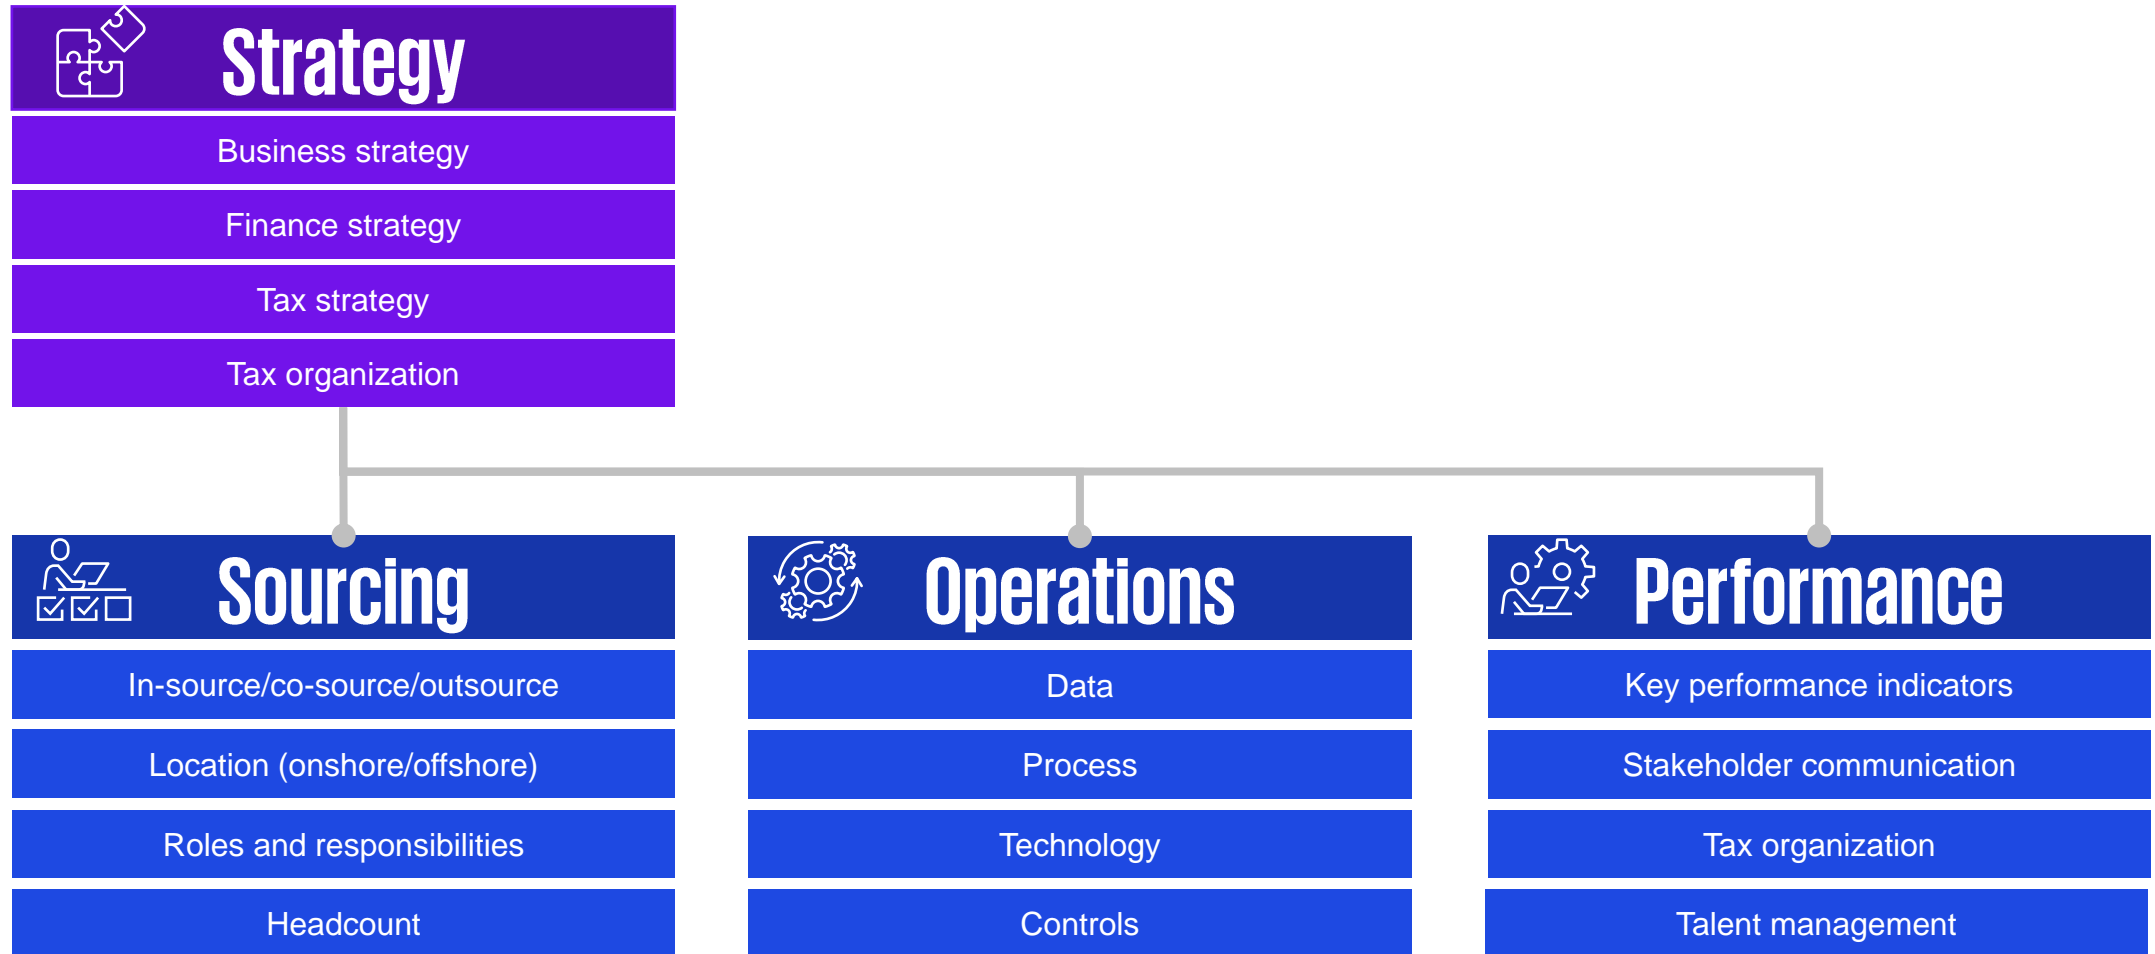 Strategy
Business strategy
Finance strategy
Tax strategy
Tax organization
Sourcing
In-source/co-source/outsource
Location (onshore/offshore)
Roles and responsibilities
Headcount
Operations
Data
Process
Technology
Controls
Performance
Key performance indicators
Stakeholder communication
Tax organization
Talent management